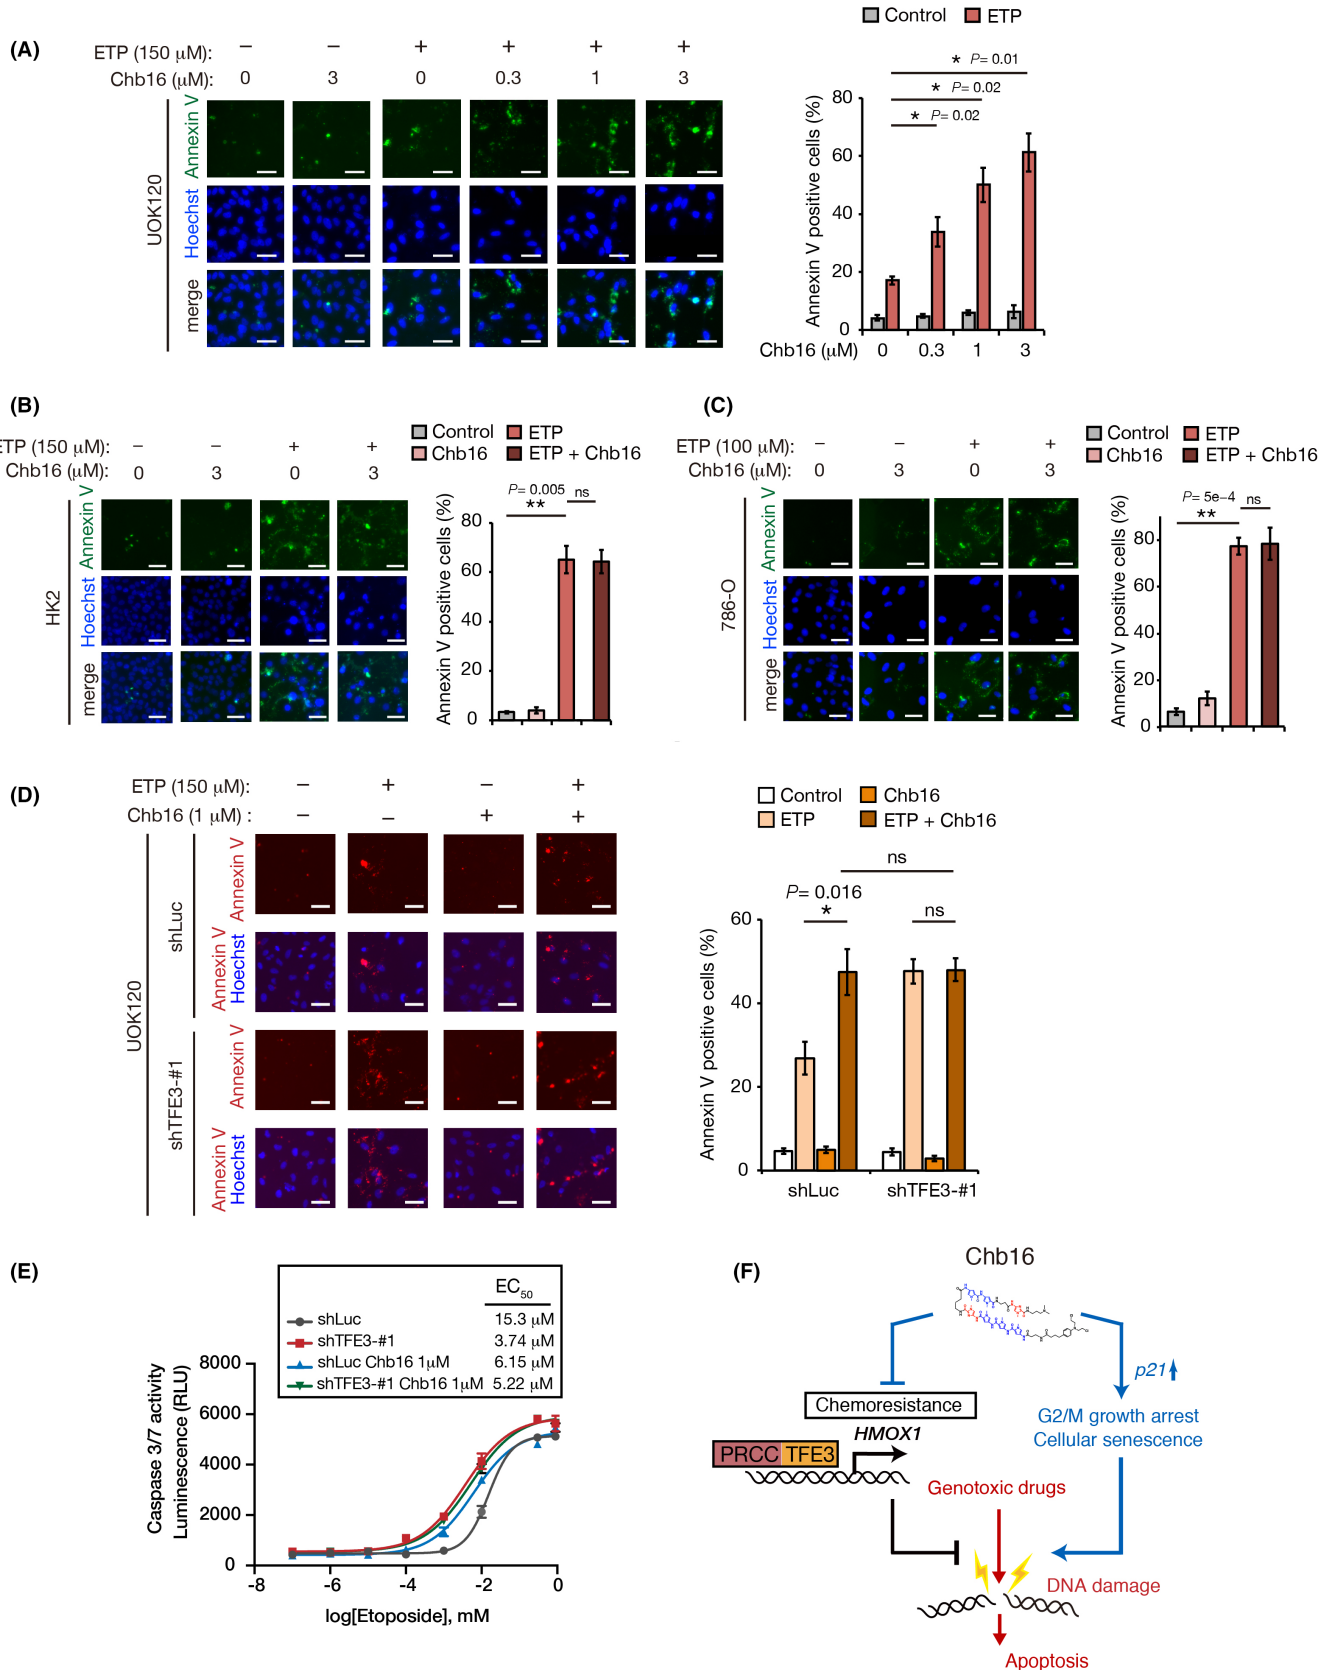 Control ETP
(A)
ETP (150 μM): − − + + + +
Chb16 (μM): 0 3 0 0.3 1 3
UOK120
Annexin V
Hoechst
merge
* P= 0.01
* P= 0.02
* P= 0.02
Annexin V positive cells (%)
80
60
40
20
0
Chb16 (μM) 0 0.3 1 3
(B)
ETP (150 μM): − − + +
Chb16 (μM): 0 3 0 3
HK2
Annexin V
Hoechst
merge
Control ETP
Chb16 ETP + Chb16
P= 0.005 ns
**
Annexin V positive cells (%)
80
60
40
20
0
(C)
ETP (100 μM): − − + +
Chb16 (μM): 0 3 0 3
786-O
Annexin V
Hoechst
merge
Control ETP
Chb16 ETP + Chb16
P= 5e−4 ns
**
Annexin V positive cells (%)
80
60
40
20
0
(D)
ETP (150 μM): − + − +
Chb16 (1 μM) : − − + +
UOK120
shLuc
Annexin V
Annexin V
Hoechst
shTFE3-#1
Annexin V
Annexin V
Hoechst
Control Chb16
ETP ETP + Chb16
ns
P= 0.016
* ns
Annexin V positive cells (%)
60
40
20
0
shLuc shTFE3-#1
(E)
EC50
shLuc 15.3 μM
shTFE3-#1 3.74 μM
shLuc Chb16 1μM 6.15 μM
shTFE3-#1 Chb16 1μM 5.22 μM
Caspase 3/7 activity
Luminescence (RLU)
8000
6000
4000
2000
0
-8 -6 -4 -2 0
log[Etoposide], mM
(F)
Chb16
p21
Chemoresistance
G2/M growth arrest
Cellular senescence
HMOX1
PRCC TFE3
Genotoxic drugs
DNA damage
Apoptosis